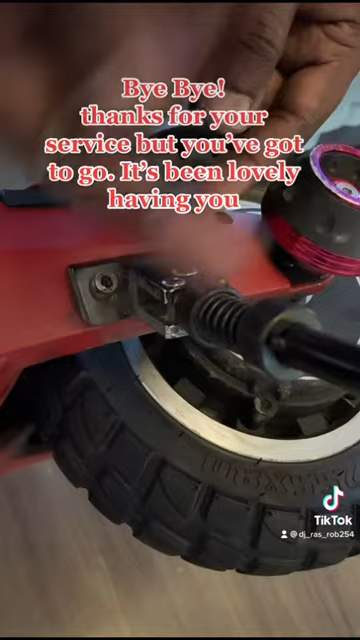 Bye Bye!
thanks for your
service but you've got
to go. It's been lovely
having you
TikTok
@dj_ras_rob254